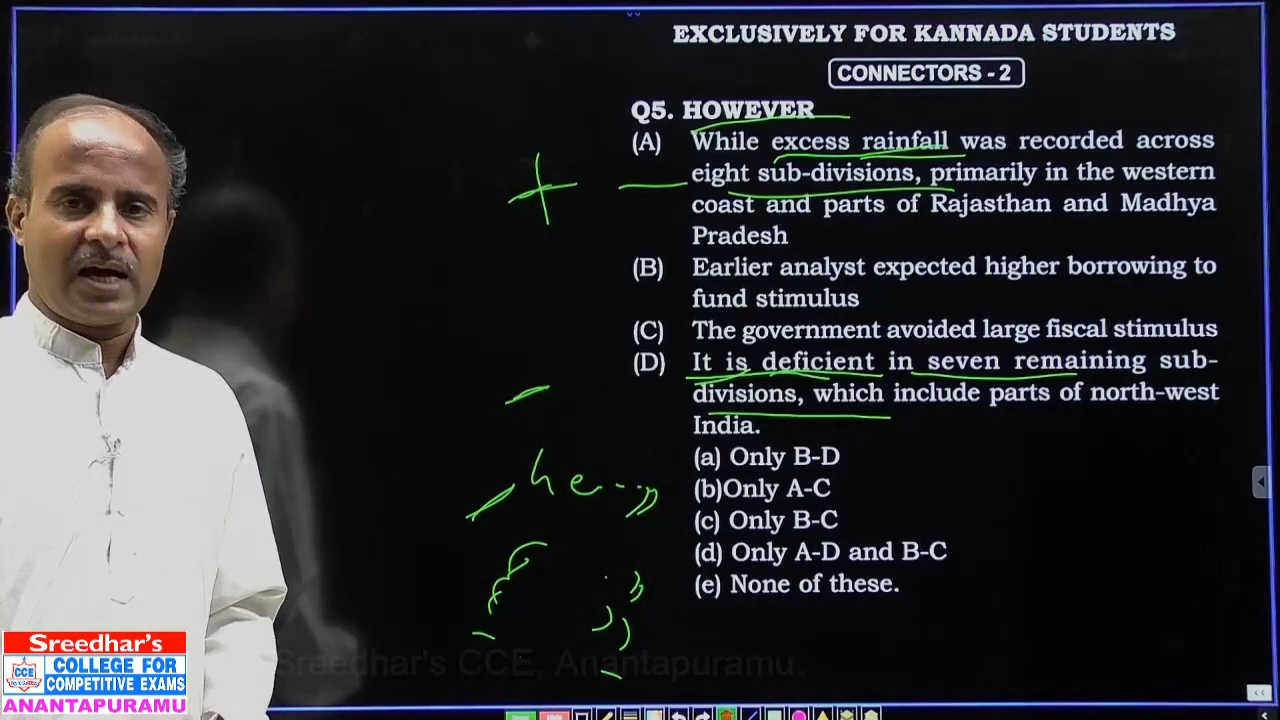 EXCLUSIVELY FOR KANNADA STUDENTS
CONNECTORS - 2
Q5. HOWEVER
(A) While excess rainfall was recorded across
eight sub-divisions, primarily in the western
coast and parts of Rajasthan and Madhya
Pradesh
(B) Earlier analyst expected higher borrowing to
fund stimulus
(C) The government avoided large fiscal stimulus
(D) It is deficient in seven remaining sub-
divisions, which include parts of north-west
India.
(a) Only B-D
(b)Only A-C
(c) Only B-C
(d) Only A-D and B-C
(e) None of these.
Sreedhar's
CCE
COLLEGE FOR
COMPETITIVE EXAMS
ANANTAPURAMU
Sreedhar's CCE, Anantapuramu.